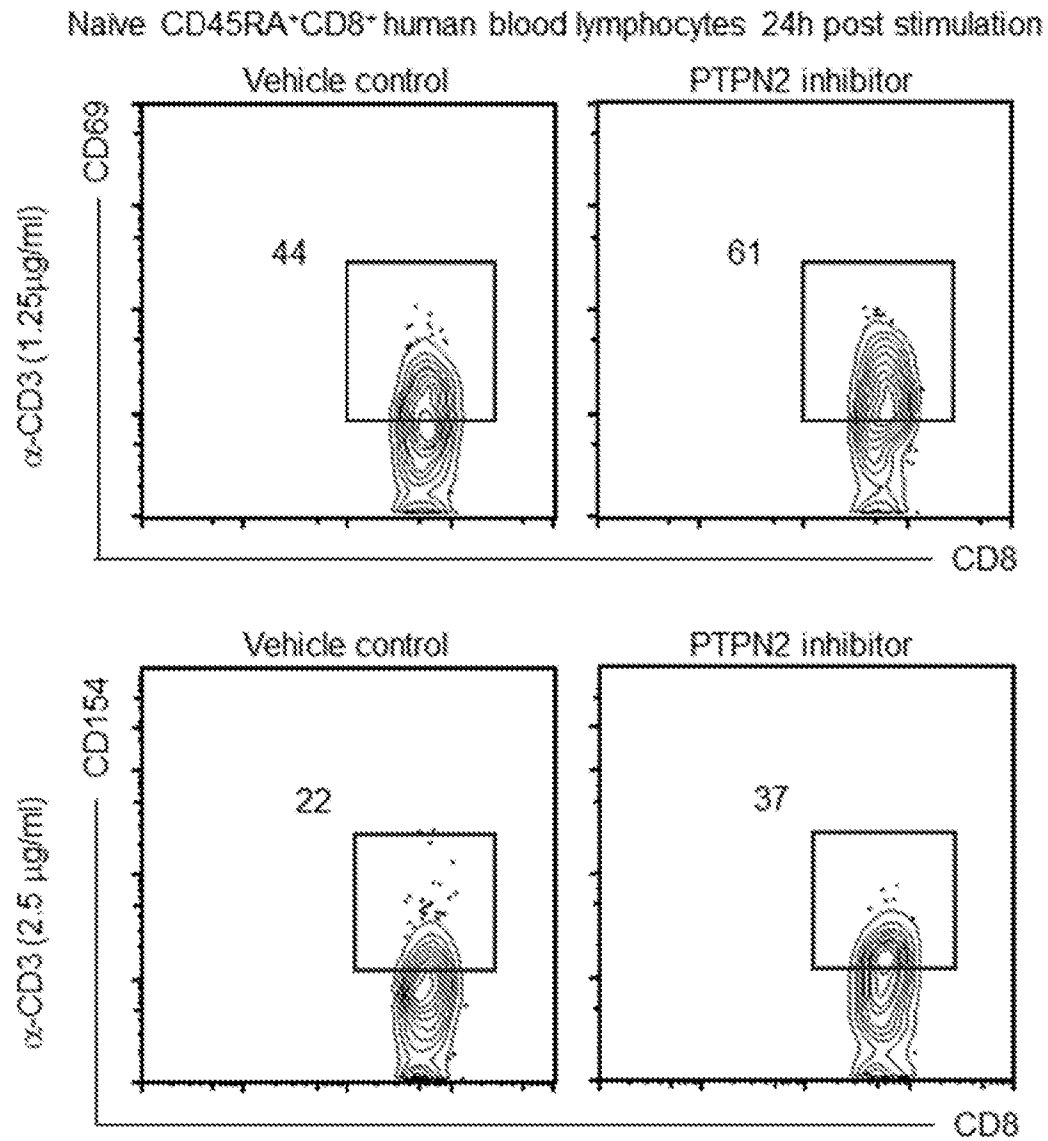 Naïve CD45RA⁺CD8⁺ human blood lymphocytes 24h post stimulation
Vehicle control
PTPN2 inhibitor
CD69
α-CD3 (1.25µg/ml)
44
61
CD8
Vehicle control
PTPN2 inhibitor
CD154
α-CD3 (2.5 µg/ml)
22
37
CD8